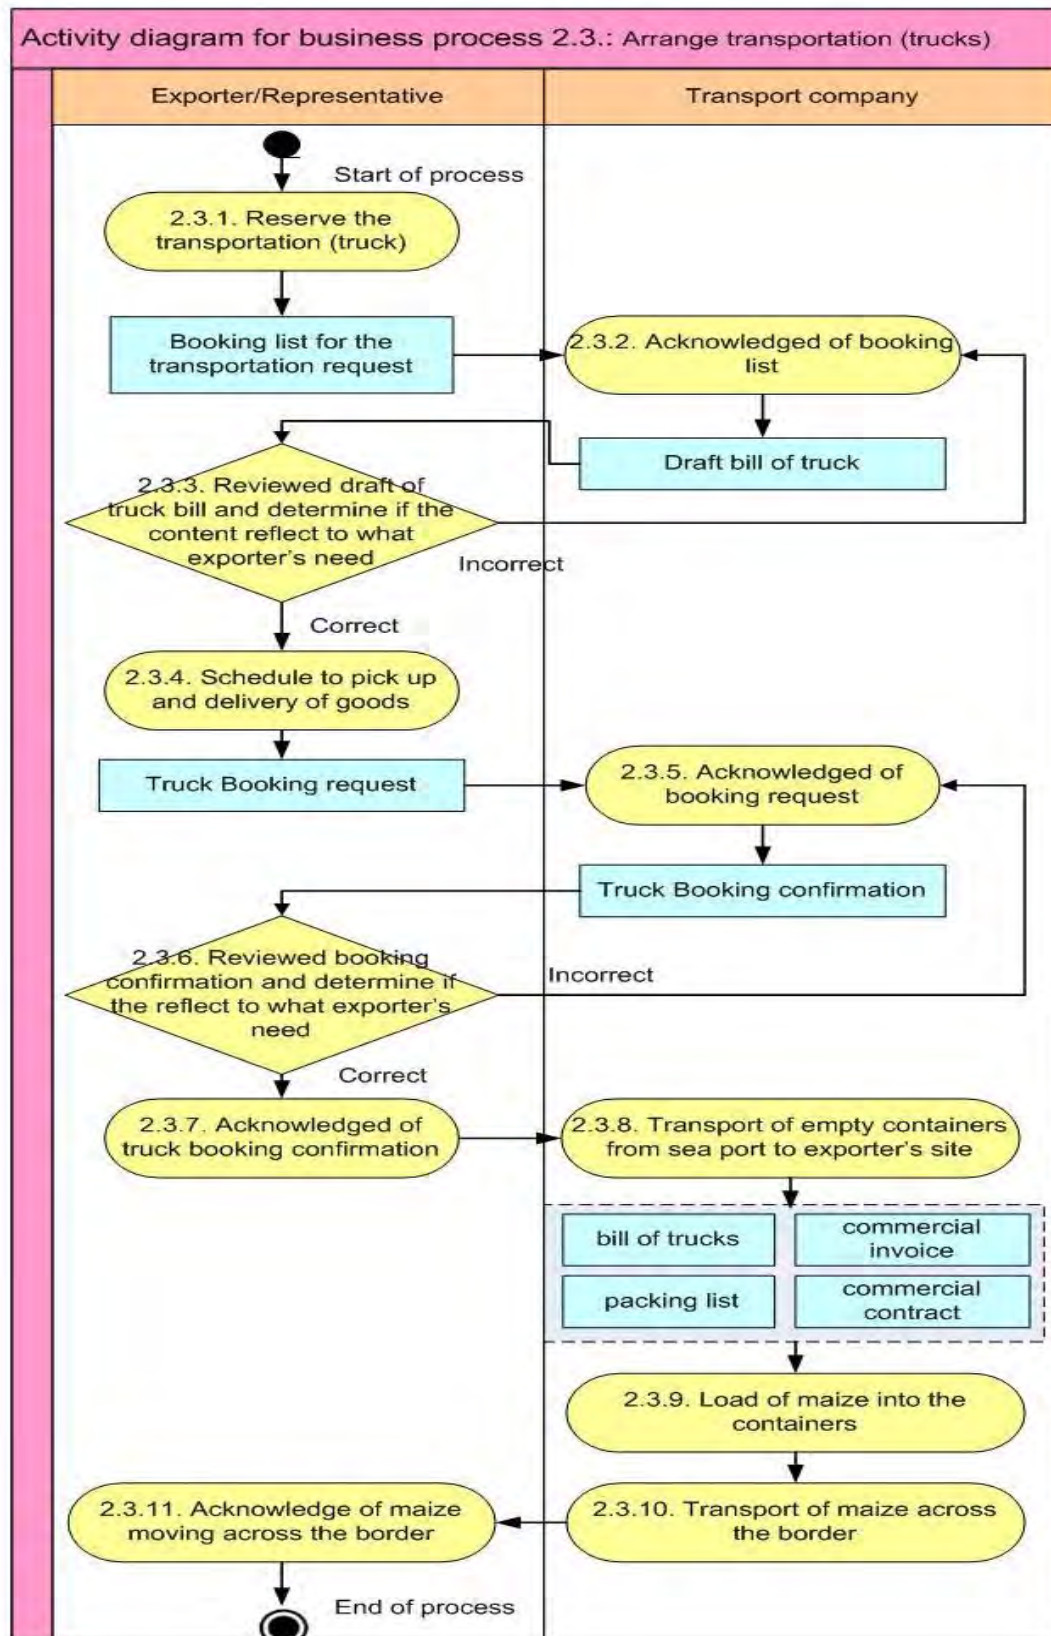 Activity diagram for business process 2.3.: Arrange transportation (trucks)
Exporter/Representative
Transport company
Start of process
2.3.1. Reserve the
transportation (truck)
Booking list for the
transportation request
2.3.2. Acknowledged of booking
list
Draft bill of truck
2.3.3. Reviewed draft of
truck bill and determine if the
content reflect to what
exporter's need
Incorrect
Correct
2.3.4. Schedule to pick up
and delivery of goods
Truck Booking request
2.3.5. Acknowledged of
booking request
Truck Booking confirmation
2.3.6. Reviewed booking
confirmation and determine if
the reflect to what exporter's
need
Incorrect
Correct
2.3.7. Acknowledged of
truck booking confirmation
2.3.8. Transport of empty containers
from sea port to exporter's site
bill of trucks
commercial
invoice
packing list
commercial
contract
2.3.9. Load of maize into the
containers
2.3.10. Transport of maize across
the border
2.3.11. Acknowledge of maize
moving across the border
End of process